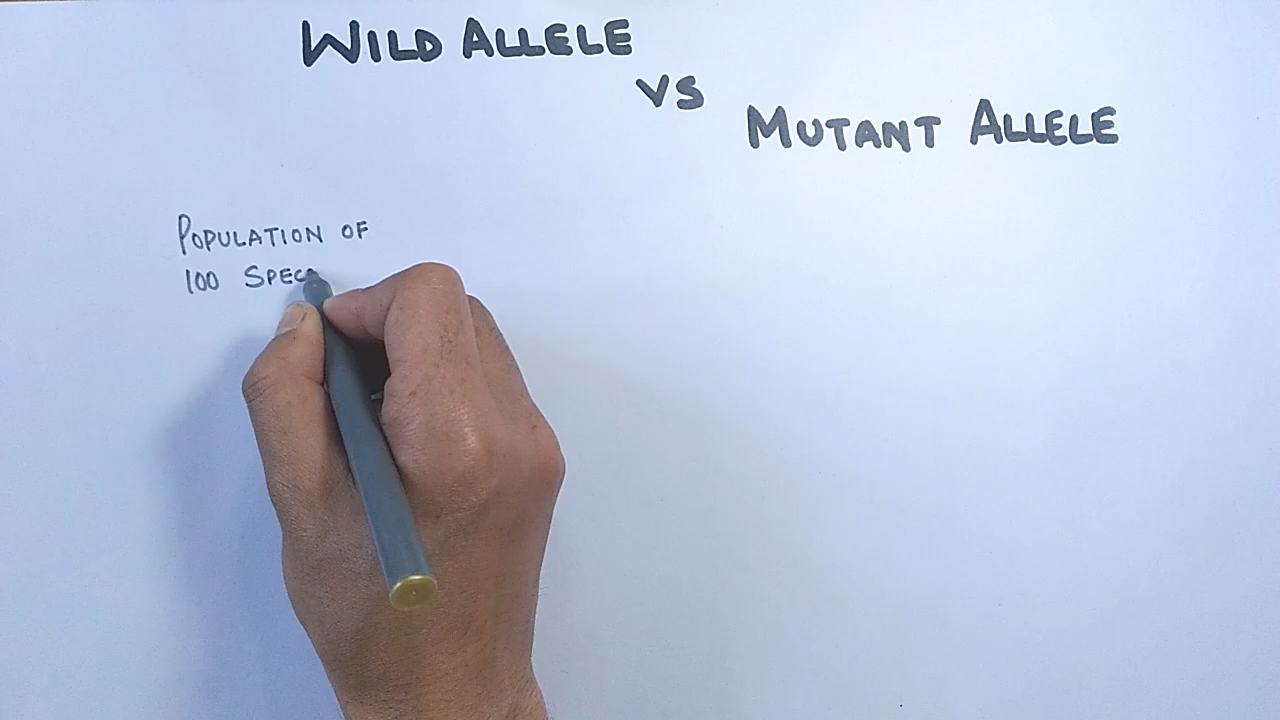 WILD ALLELE
VS
MUTANT ALLELE
POPULATION OF
100 SPEC